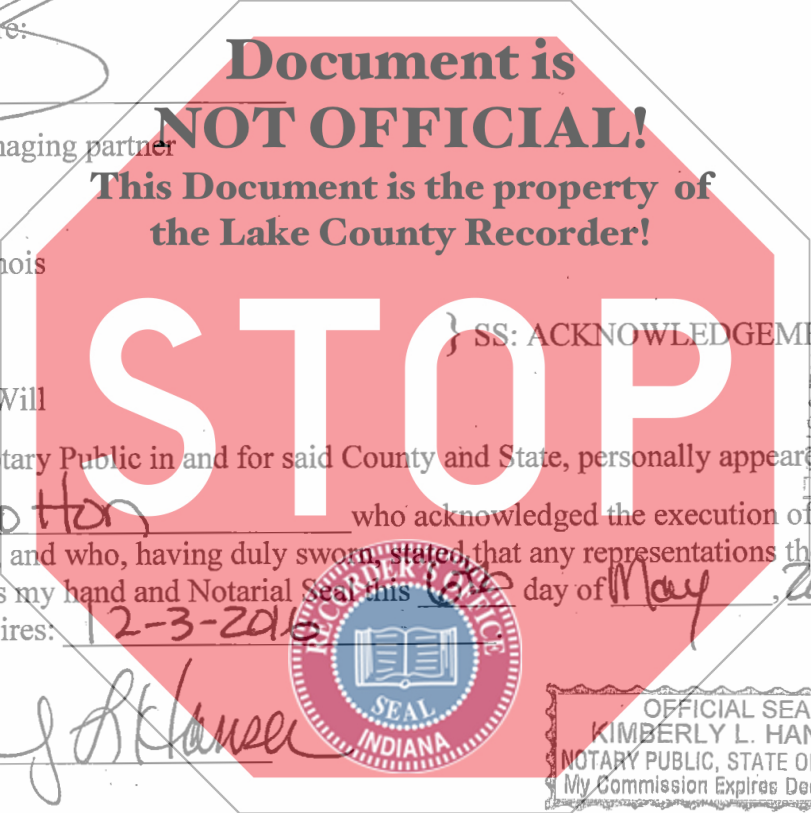 re:
Document is
NOT OFFICIAL!
naging partner
This Document is the property of
the Lake County Recorder!
nois
STOP
} SS: ACKNOWLEDGEME
Will
tary Public in and for said County and State, personally appeare
who acknowledged the execution of
and who, having duly sworn, stated that any representations th
s my hand and Notarial Seal this day of May ,
ires: 12-3-2016
RECORDER'S OFFICE
SEAL
INDIANA
OFFICIAL SEA
KIMBERLY L. HAN
NOTARY PUBLIC, STATE O
My Commission Expires De